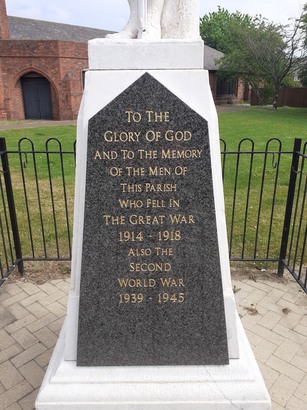 To The
Glory Of God
And To The Memory
Of The Men Of
This Parish
Who Fell In
The Great War
1914 - 1918
Also The
Second
World War
1939 - 1945